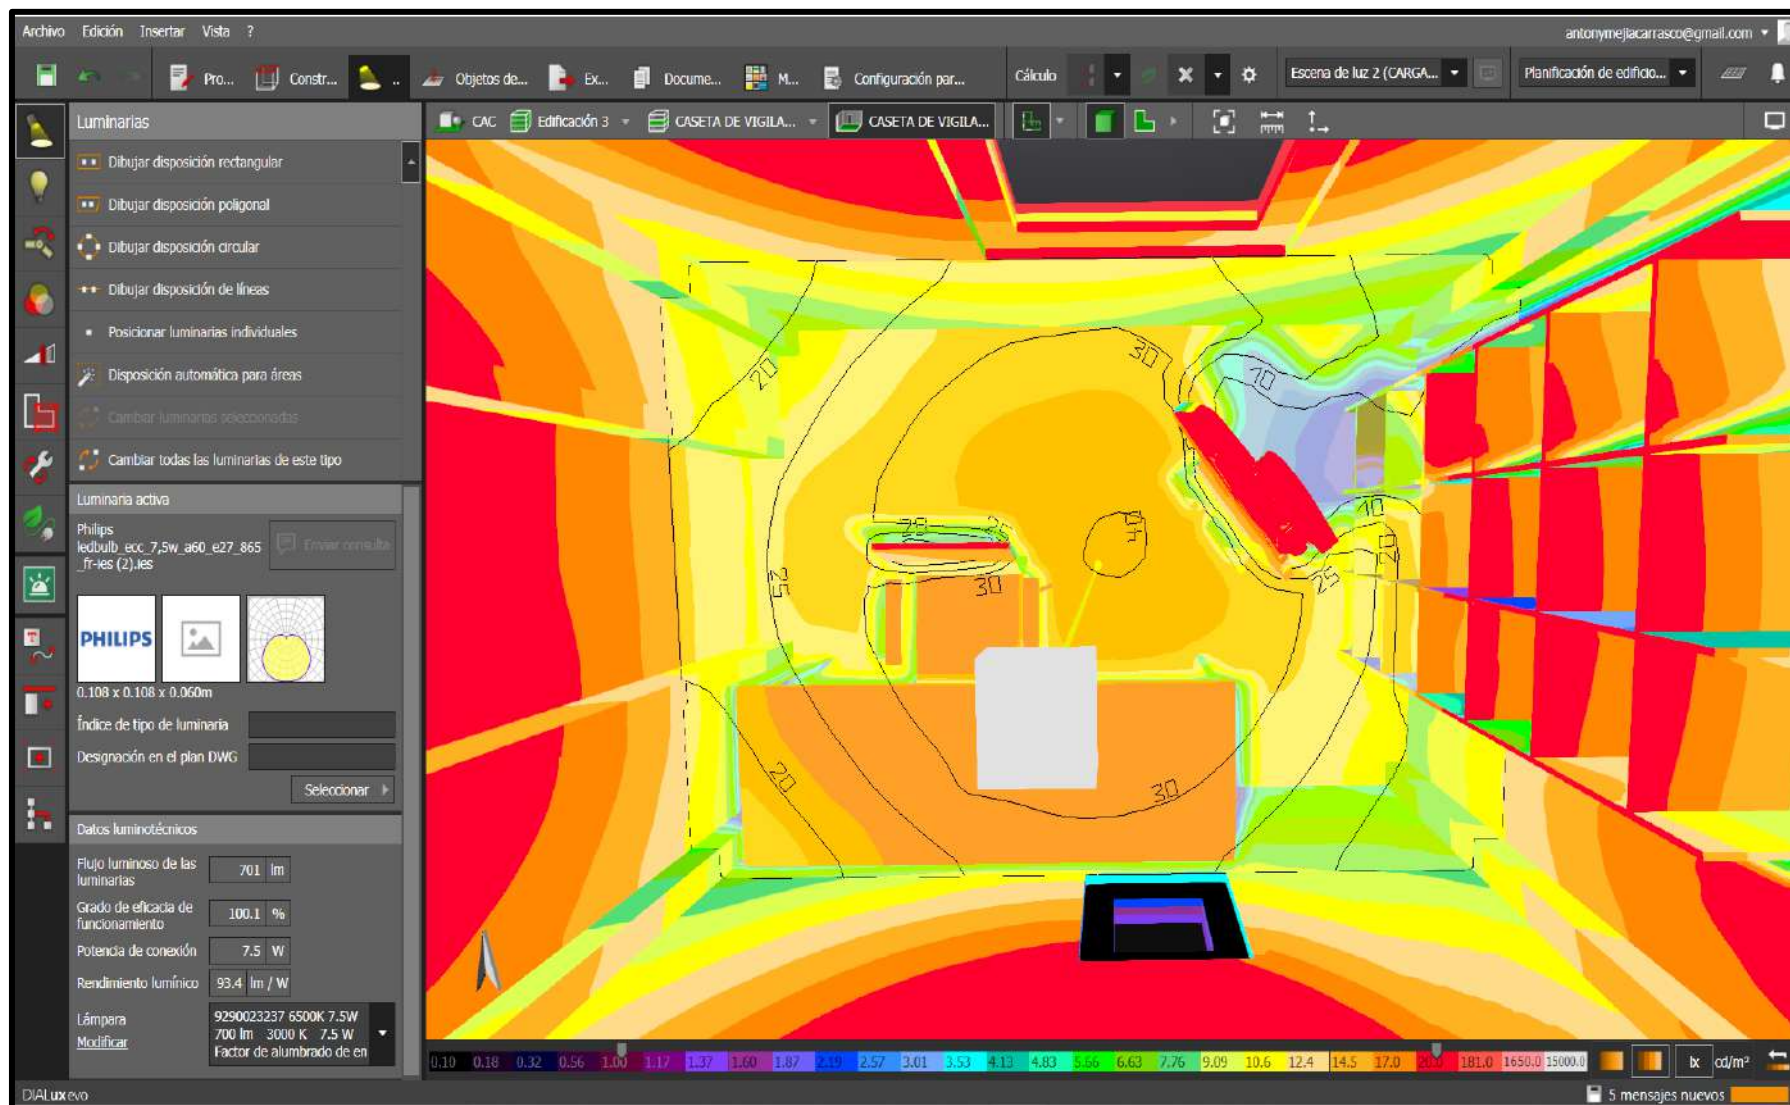 Archivo Edición Insertar Vista ?
antonymejiacarrasco@gmail.com
Pro... Constr... .. Objetos de... Ex... Docume... M... Configuración par... Cálculo Escena de luz 2 (CARGA... Planificación de edificio...
Luminarias
CAC Edificación 3 CASETA DE VIGILA... CASETA DE VIGILA...
Dibujar disposición rectangular
Dibujar disposición poligonal
Dibujar disposición circular
Dibujar disposición de líneas
Posicionar luminarias individuales
Disposición automática para áreas
Cambiar luminarias seleccionadas
Cambiar todas las luminarias de este tipo
Luminaria activa
Philips
ledbulb_ecc_7,5w_a60_e27_865
_fr-ies (2).ies
Enviar consulta
PHILIPS
0.108 x 0.108 x 0.060m
Índice de tipo de luminaria
Designación en el plan DWG
Seleccionar
Datos luminotécnicos
Flujo luminoso de las
luminarias
701 lm
Grado de eficacia de
funcionamiento
100.1 %
Potencia de conexión 7.5 W
Rendimiento lumínico 93.4 lm / W
Lámpara
Modificar
9290023237 6500K 7.5W
700 lm 3000 K 7.5 W
Factor de alumbrado de en
20
30
10
40
30
25
10
20
25
20
30
0.10 0.18 0.32 0.56 1.00 1.17 1.37 1.60 1.87 2.19 2.57 3.01 3.53 4.13 4.83 5.66 6.63 7.76 9.09 10.6 12.4 14.5 17.0 20.0 181.0 1650.0 15000.0 lx cd/m²
DIALux evo
5 mensajes nuevos